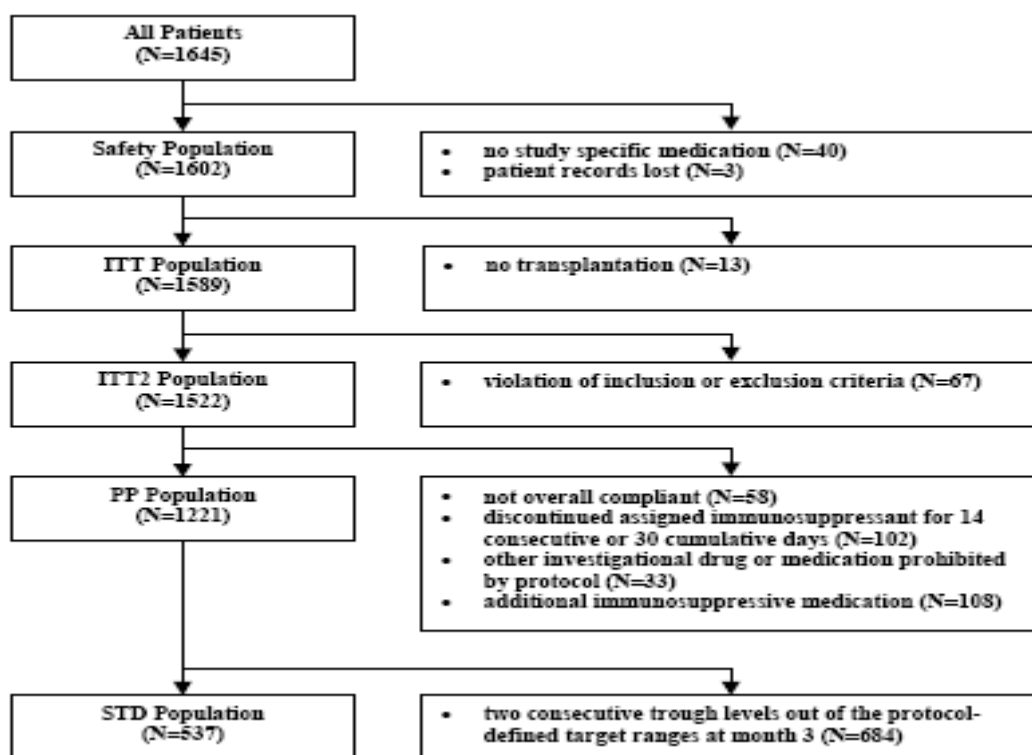 All Patients
(N=1645)
Safety Population
(N=1602)
• no study specific medication (N=40)
• patient records lost (N=3)
ITT Population
(N=1589)
• no transplantation (N=13)
ITT2 Population
(N=1522)
• violation of inclusion or exclusion criteria (N=67)
PP Population
(N=1221)
• not overall compliant (N=58)
• discontinued assigned immunosuppressant for 14
consecutive or 30 cumulative days (N=102)
• other investigational drug or medication prohibited
by protocol (N=33)
• additional immunosuppressive medication (N=108)
STD Population
(N=537)
• two consecutive trough levels out of the protocol-
defined target ranges at month 3 (N=684)